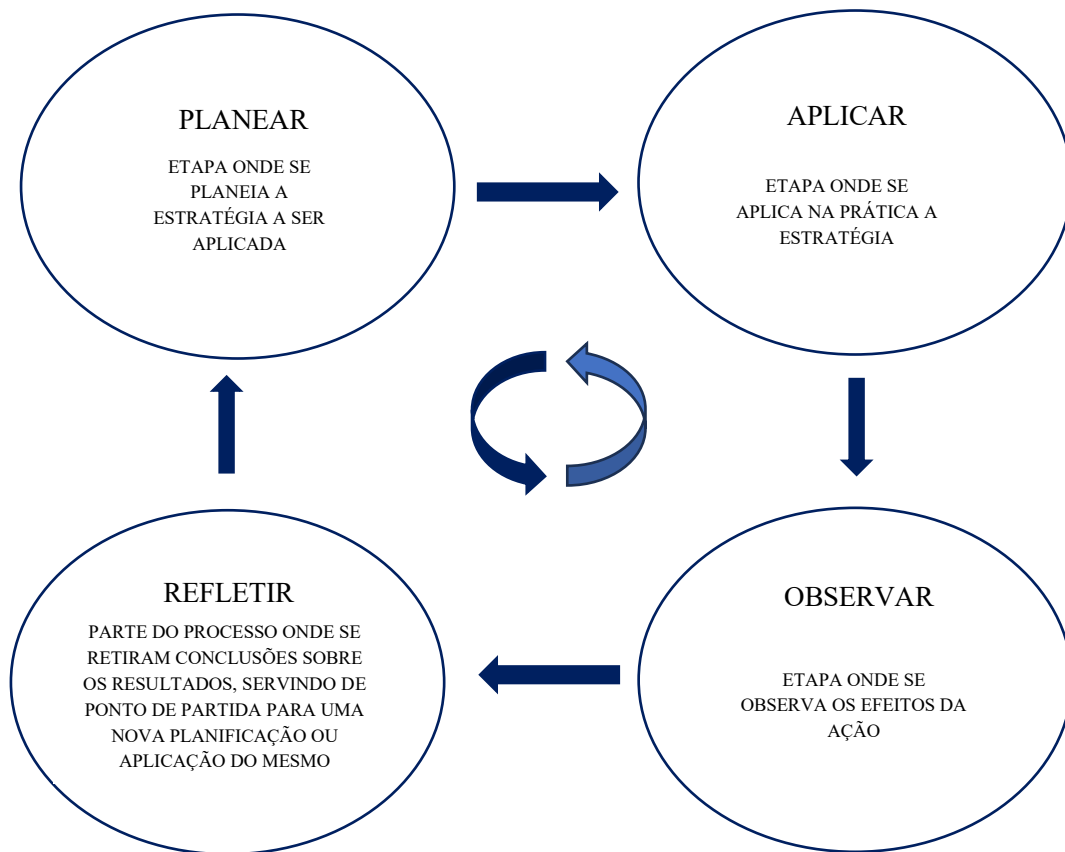 PLANEAR
ETAPA ONDE SE
PLANEIA A
ESTRATÉGIA A SER
APLICADA
APLICAR
ETAPA ONDE SE
APLICA NA PRÁTICA A
ESTRATÉGIA
REFLETIR
PARTE DO PROCESSO ONDE SE
RETIRAM CONCLUSÕES SOBRE
OS RESULTADOS, SERVINDO DE
PONTO DE PARTIDA PARA UMA
NOVA PLANIFICAÇÃO OU
APLICAÇÃO DO MESMO
OBSERVAR
ETAPA ONDE SE
OBSERVA OS EFEITOS DA
AÇÃO